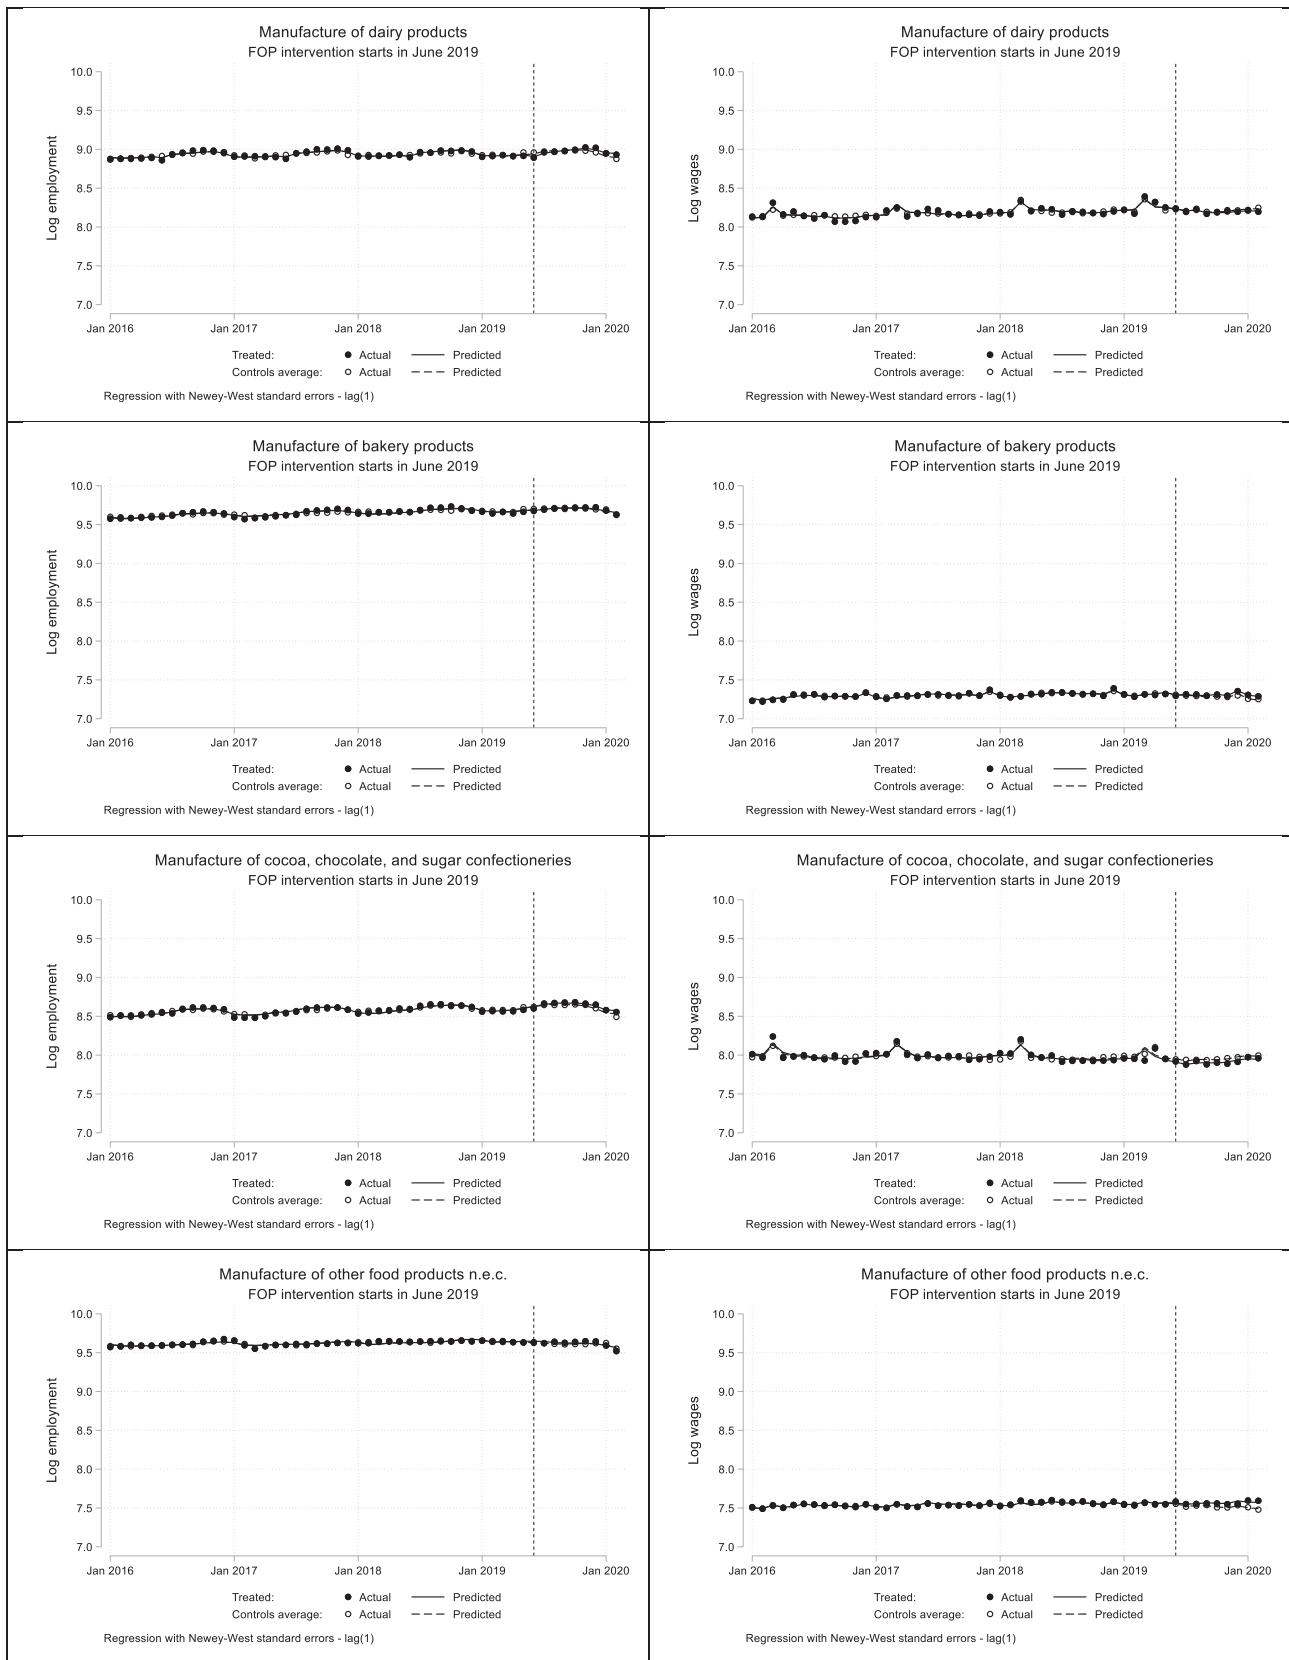 Manufacture of dairy products
FOP intervention starts in June 2019
10.0
9.5
9.0
8.5
8.0
7.5
7.0
Log employment
Jan 2016 Jan 2017 Jan 2018 Jan 2019 Jan 2020
Treated: Actual Predicted
Controls average: Actual Predicted
Regression with Newey-West standard errors - lag(1)
Manufacture of dairy products
FOP intervention starts in June 2019
10.0
9.5
9.0
8.5
8.0
7.5
7.0
Log wages
Jan 2016 Jan 2017 Jan 2018 Jan 2019 Jan 2020
Treated: Actual Predicted
Controls average: Actual Predicted
Regression with Newey-West standard errors - lag(1)
Manufacture of bakery products
FOP intervention starts in June 2019
10.0
9.5
9.0
8.5
8.0
7.5
7.0
Log employment
Jan 2016 Jan 2017 Jan 2018 Jan 2019 Jan 2020
Treated: Actual Predicted
Controls average: Actual Predicted
Regression with Newey-West standard errors - lag(1)
Manufacture of bakery products
FOP intervention starts in June 2019
10.0
9.5
9.0
8.5
8.0
7.5
7.0
Log wages
Jan 2016 Jan 2017 Jan 2018 Jan 2019 Jan 2020
Treated: Actual Predicted
Controls average: Actual Predicted
Regression with Newey-West standard errors - lag(1)
Manufacture of cocoa, chocolate, and sugar confectioneries
FOP intervention starts in June 2019
10.0
9.5
9.0
8.5
8.0
7.5
7.0
Log employment
Jan 2016 Jan 2017 Jan 2018 Jan 2019 Jan 2020
Treated: Actual Predicted
Controls average: Actual Predicted
Regression with Newey-West standard errors - lag(1)
Manufacture of cocoa, chocolate, and sugar confectioneries
FOP intervention starts in June 2019
10.0
9.5
9.0
8.5
8.0
7.5
7.0
Log wages
Jan 2016 Jan 2017 Jan 2018 Jan 2019 Jan 2020
Treated: Actual Predicted
Controls average: Actual Predicted
Regression with Newey-West standard errors - lag(1)
Manufacture of other food products n.e.c.
FOP intervention starts in June 2019
10.0
9.5
9.0
8.5
8.0
7.5
7.0
Log employment
Jan 2016 Jan 2017 Jan 2018 Jan 2019 Jan 2020
Treated: Actual Predicted
Controls average: Actual Predicted
Regression with Newey-West standard errors - lag(1)
Manufacture of other food products n.e.c.
FOP intervention starts in June 2019
10.0
9.5
9.0
8.5
8.0
7.5
7.0
Log wages
Jan 2016 Jan 2017 Jan 2018 Jan 2019 Jan 2020
Treated: Actual Predicted
Controls average: Actual Predicted
Regression with Newey-West standard errors - lag(1)